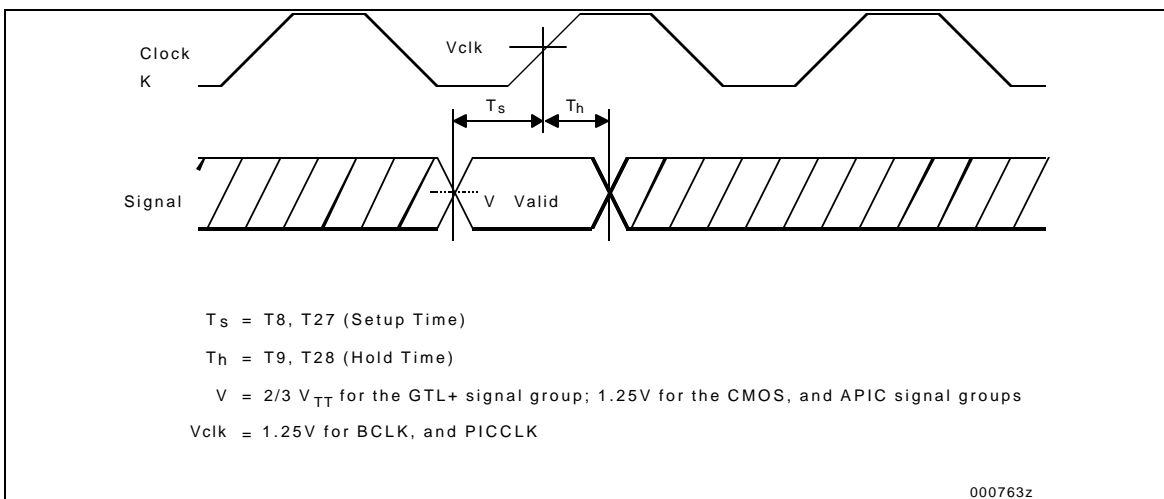 Vclk
Clock
K
Ts Th
Signal V Valid
Ts = T8, T27 (Setup Time)
Th = T9, T28 (Hold Time)
V = 2/3 VTT for the GTL+ signal group; 1.25V for the CMOS, and APIC signal groups
Vclk = 1.25V for BCLK, and PICCLK
000763z